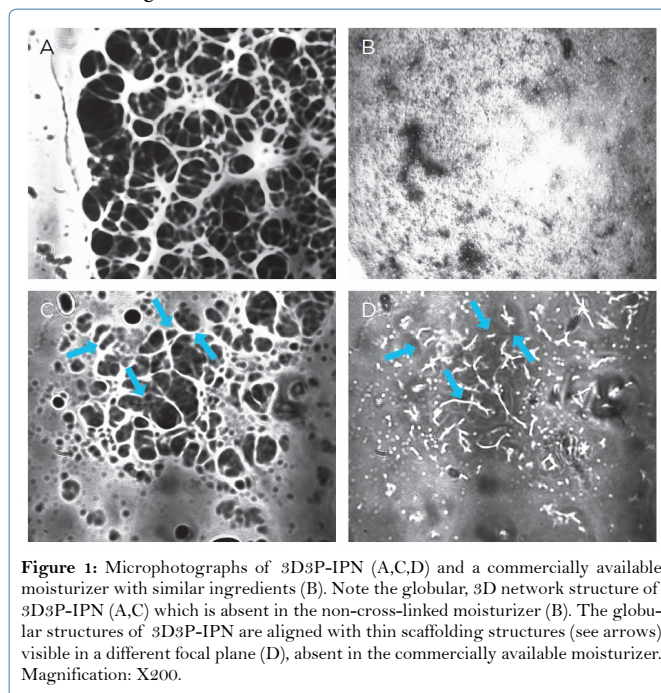 A
B
C
D
Figure 1: Microphotographs of 3D3P-IPN (A,C,D) and a commercially available
moisturizer with similar ingredients (B). Note the globular, 3D network structure of
3D3P-IPN (A,C) which is absent in the non-cross-linked moisturizer (B). The globu-
lar structures of 3D3P-IPN are aligned with thin scaffolding structures (see arrows)
visible in a different focal plane (D), absent in the commercially available moisturizer.
Magnification: X200.